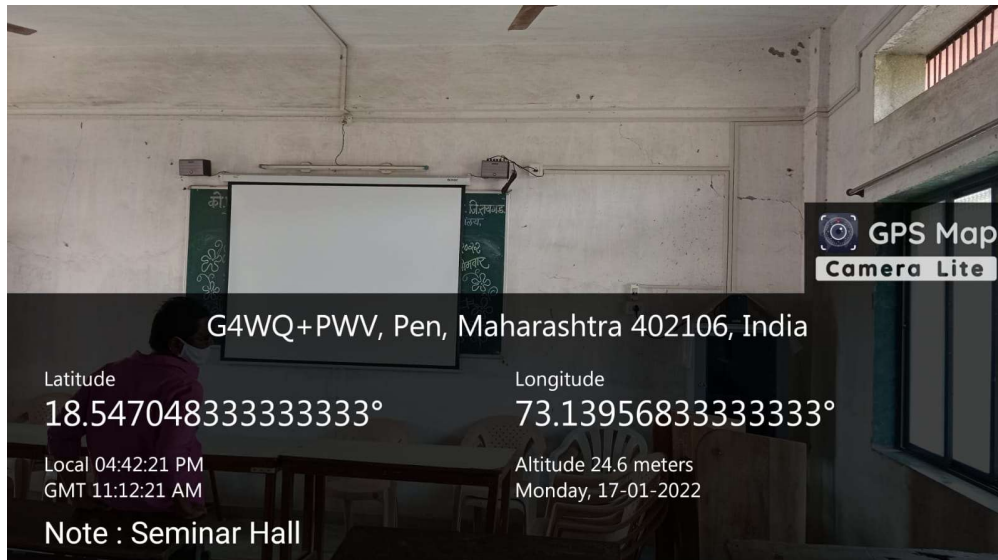 को.
: जि.रायगड.
GPS Map
Camera Lite
G4WQ+PWV, Pen, Maharashtra 402106, India
Latitude
18.547048333333333°
Longitude
73.13956833333333°
Local 04:42:21 PM
GMT 11:12:21 AM
Altitude 24.6 meters
Monday, 17-01-2022
Note : Seminar Hall